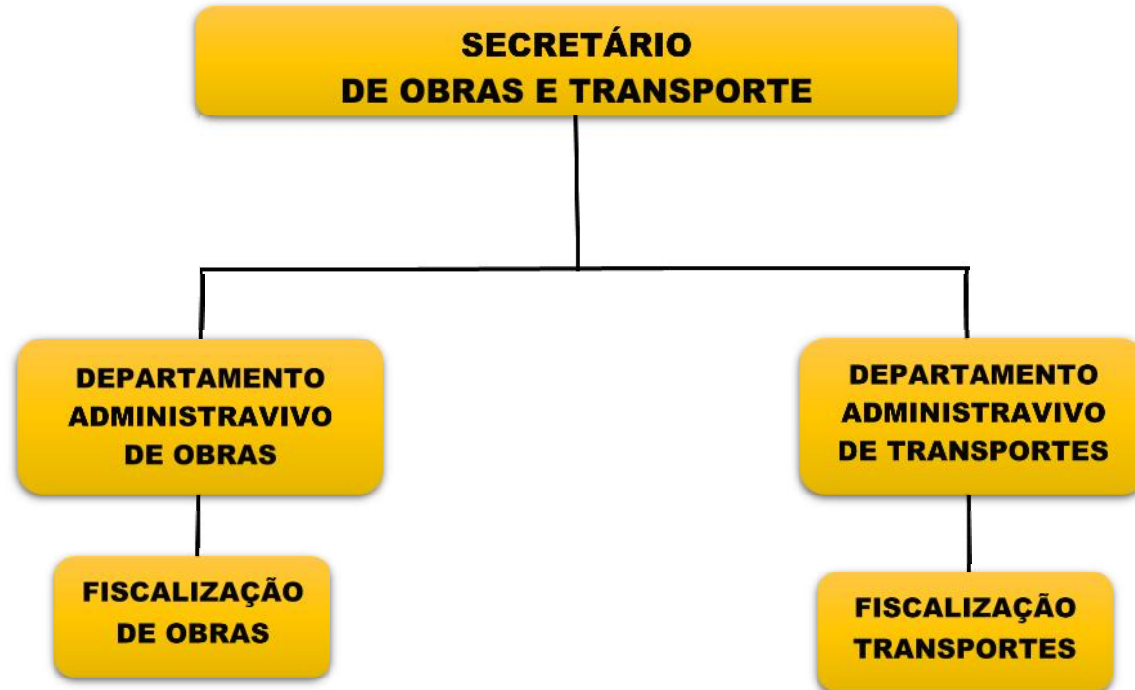 SECRETÁRIO
DE OBRAS E TRANSPORTE
DEPARTAMENTO
ADMINISTRAVIVO
DE OBRAS
DEPARTAMENTO
ADMINISTRAVIVO
DE TRANSPORTES
FISCALIZAÇÃO
DE OBRAS
FISCALIZAÇÃO
TRANSPORTES